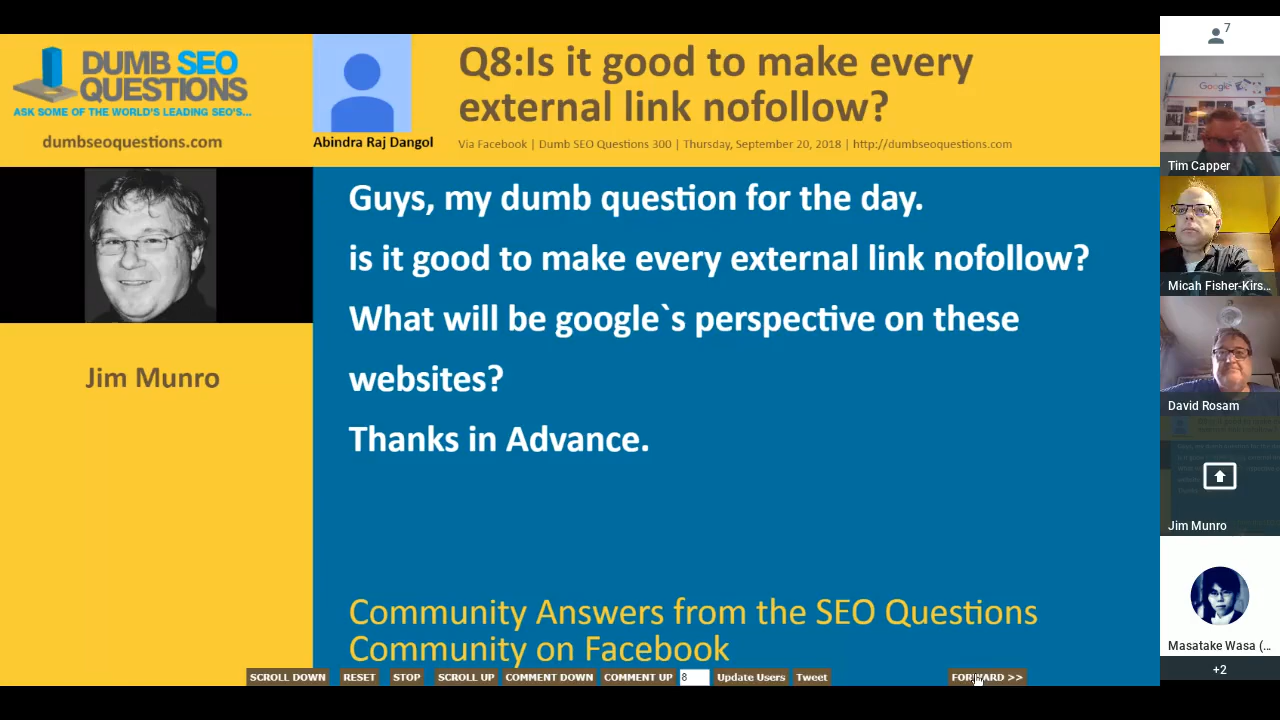 DUMB SEO
QUESTIONS
ASK SOME OF THE WORLD'S LEADING SEO'S...
dumbseoquestions.com
Abindra Raj Dangol
Q8:Is it good to make every
external link nofollow?
Via Facebook | Dumb SEO Questions 300 | Thursday, September 20, 2018 | http://dumbseoquestions.com
Jim Munro
Guys, my dumb question for the day.
is it good to make every external link nofollow?
What will be google`s perspective on these
websites?
Thanks in Advance.
Community Answers from the SEO Questions
Community on Facebook
SCROLL DOWN RESET STOP SCROLL UP COMMENT DOWN COMMENT UP 8 Update Users Tweet FORWARD >>
7
Google
Tim Capper
Micah Fisher-Kirs...
David Rosam
Jim Munro
Masatake Wasa (...
+2